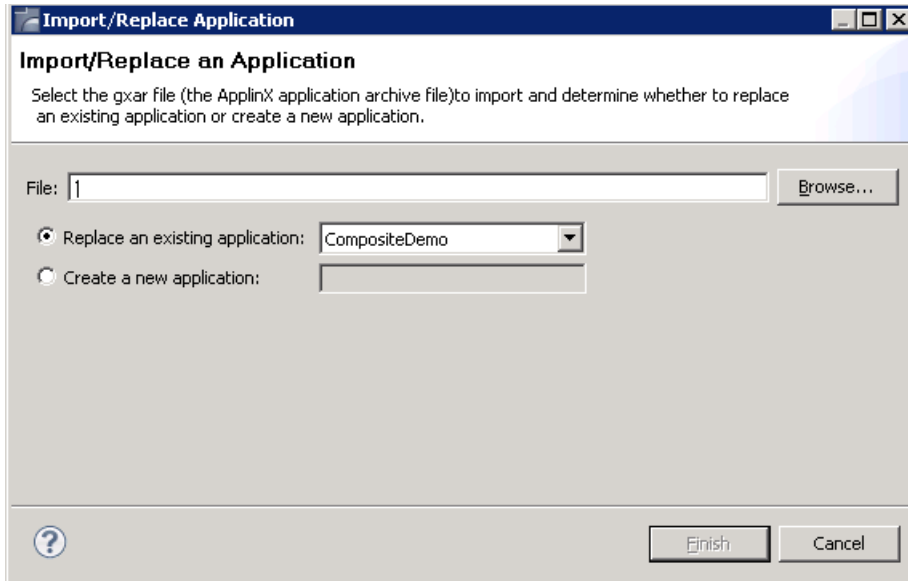 Import/Replace Application
Import/Replace an Application
Select the gxar file (the ApplinX application archive file)to import and determine whether to replace
an existing application or create a new application.
File: Browse...
Replace an existing application: CompositeDemo
Create a new application:
?
Finish Cancel